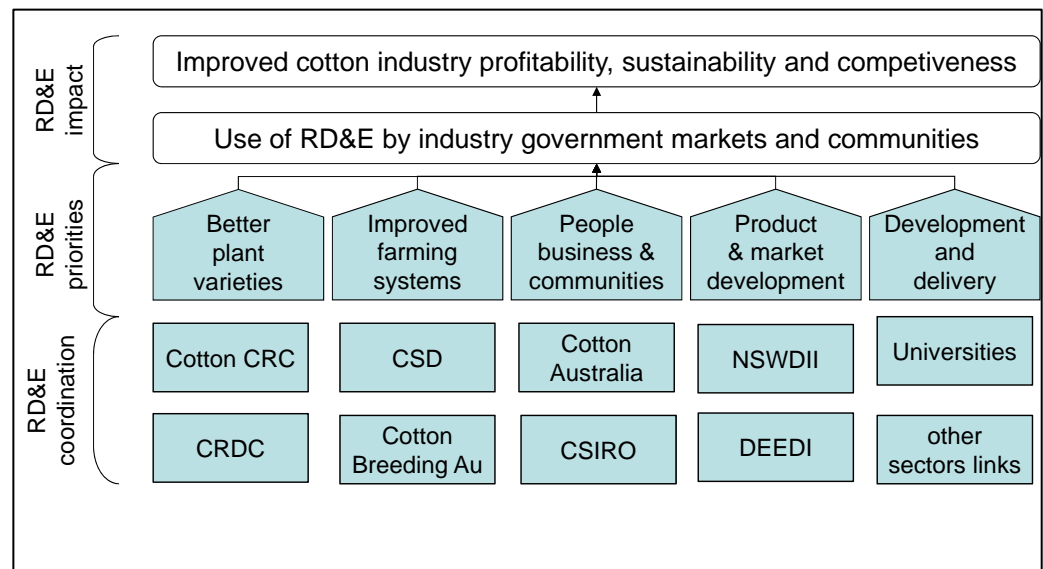 RD&E
impact
Improved cotton industry profitability, sustainability and competiveness
Use of RD&E by industry government markets and communities
RD&E
priorities
Better
plant
varieties
Improved
farming
systems
People
business &
communities
Product
& market
development
Development
and
delivery
RD&E
coordination
Cotton CRC
CSD
Cotton
Australia
NSWDII
Universities
CRDC
Cotton
Breeding Au
CSIRO
DEEDI
other
sectors links